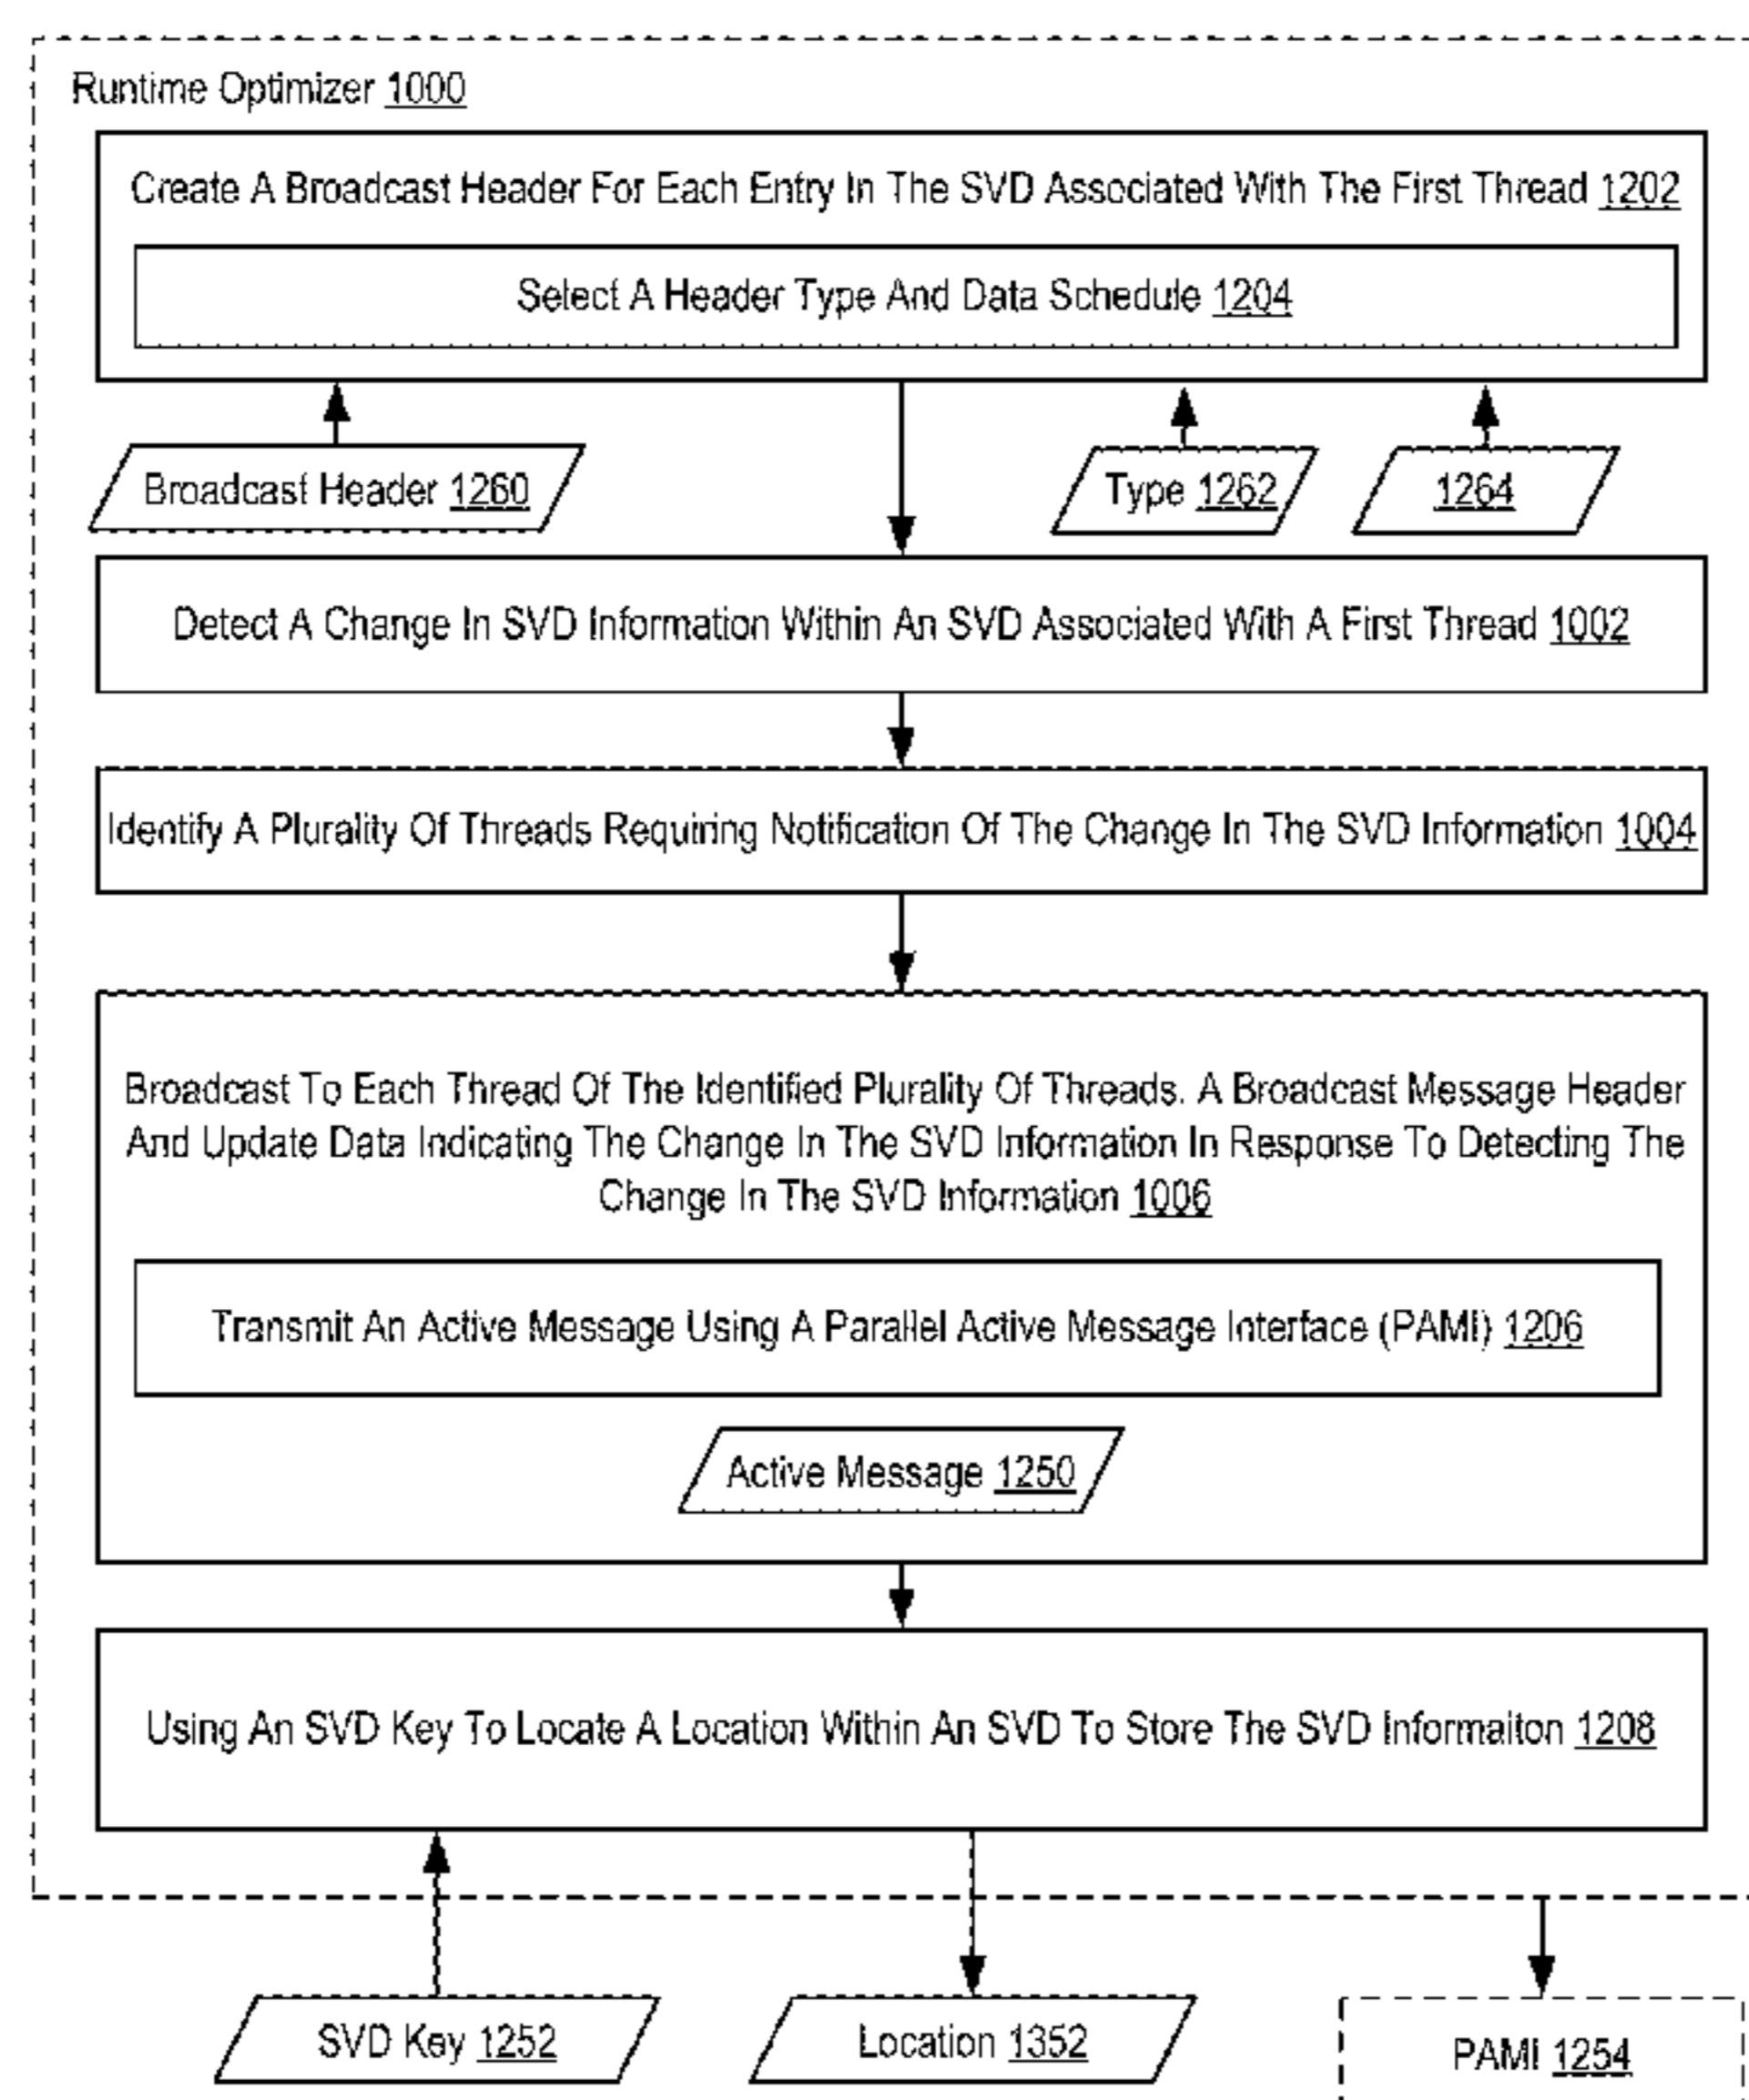 Runtime Optimizer 1000
Create A Broadcast Header For Each Entry In The SVD Associated With The First Thread 1202
Select A Header Type And Data Schedule 1204
Broadcast Header 1260
Type 1262
1264
Detect A Change In SVD Information Within An SVD Associated With A First Thread 1002
Identify A Plurality Of Threads Requiring Notification Of The Change In The SVD Information 1004
Broadcast To Each Thread Of The Identified Plurality Of Threads. A Broadcast Message Header
And Update Data Indicating The Change In The SVD Information In Response To Detecting The
Change In The SVD Information 1006
Transmit An Active Message Using A Parallel Active Message Interface (PAMI) 1206
Active Message 1250
Using An SVD Key To Locate A Location Within An SVD To Store The SVD Informaiton 1208
SVD Key 1252
Location 1352
PAMI 1254